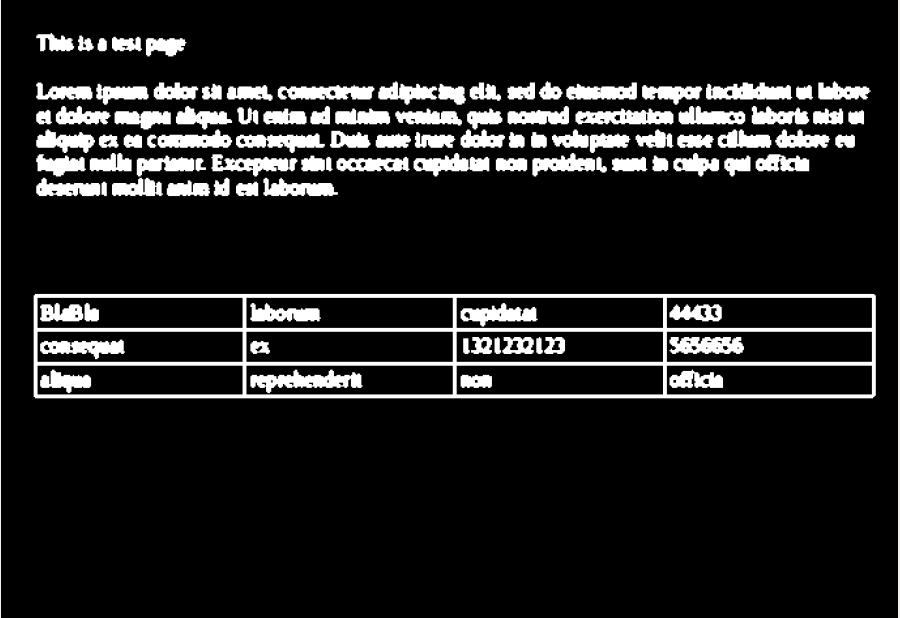 This is a test page
Lorem ipsum dolor sit amet, consectetur adipiscing elit, sed do eiusmod tempor incididunt ut labore
et dolore magna aliqua. Ut enim ad minim veniam, quis nostrud exercitation ullamco laboris nisi ut
aliquip ex ea commodo consequat. Duis aute irure dolor in in voluptate velit esse cillum dolore eu
fugiat nulla pariatur. Excepteur sint occaecat cupidatat non proident, sunt in culpa qui officia
deserunt mollit anim id est laborum.
BlaBla laborum cupidatat 44433
consequat ex 1321232123 5656656
aliqua reprehenderit non officia